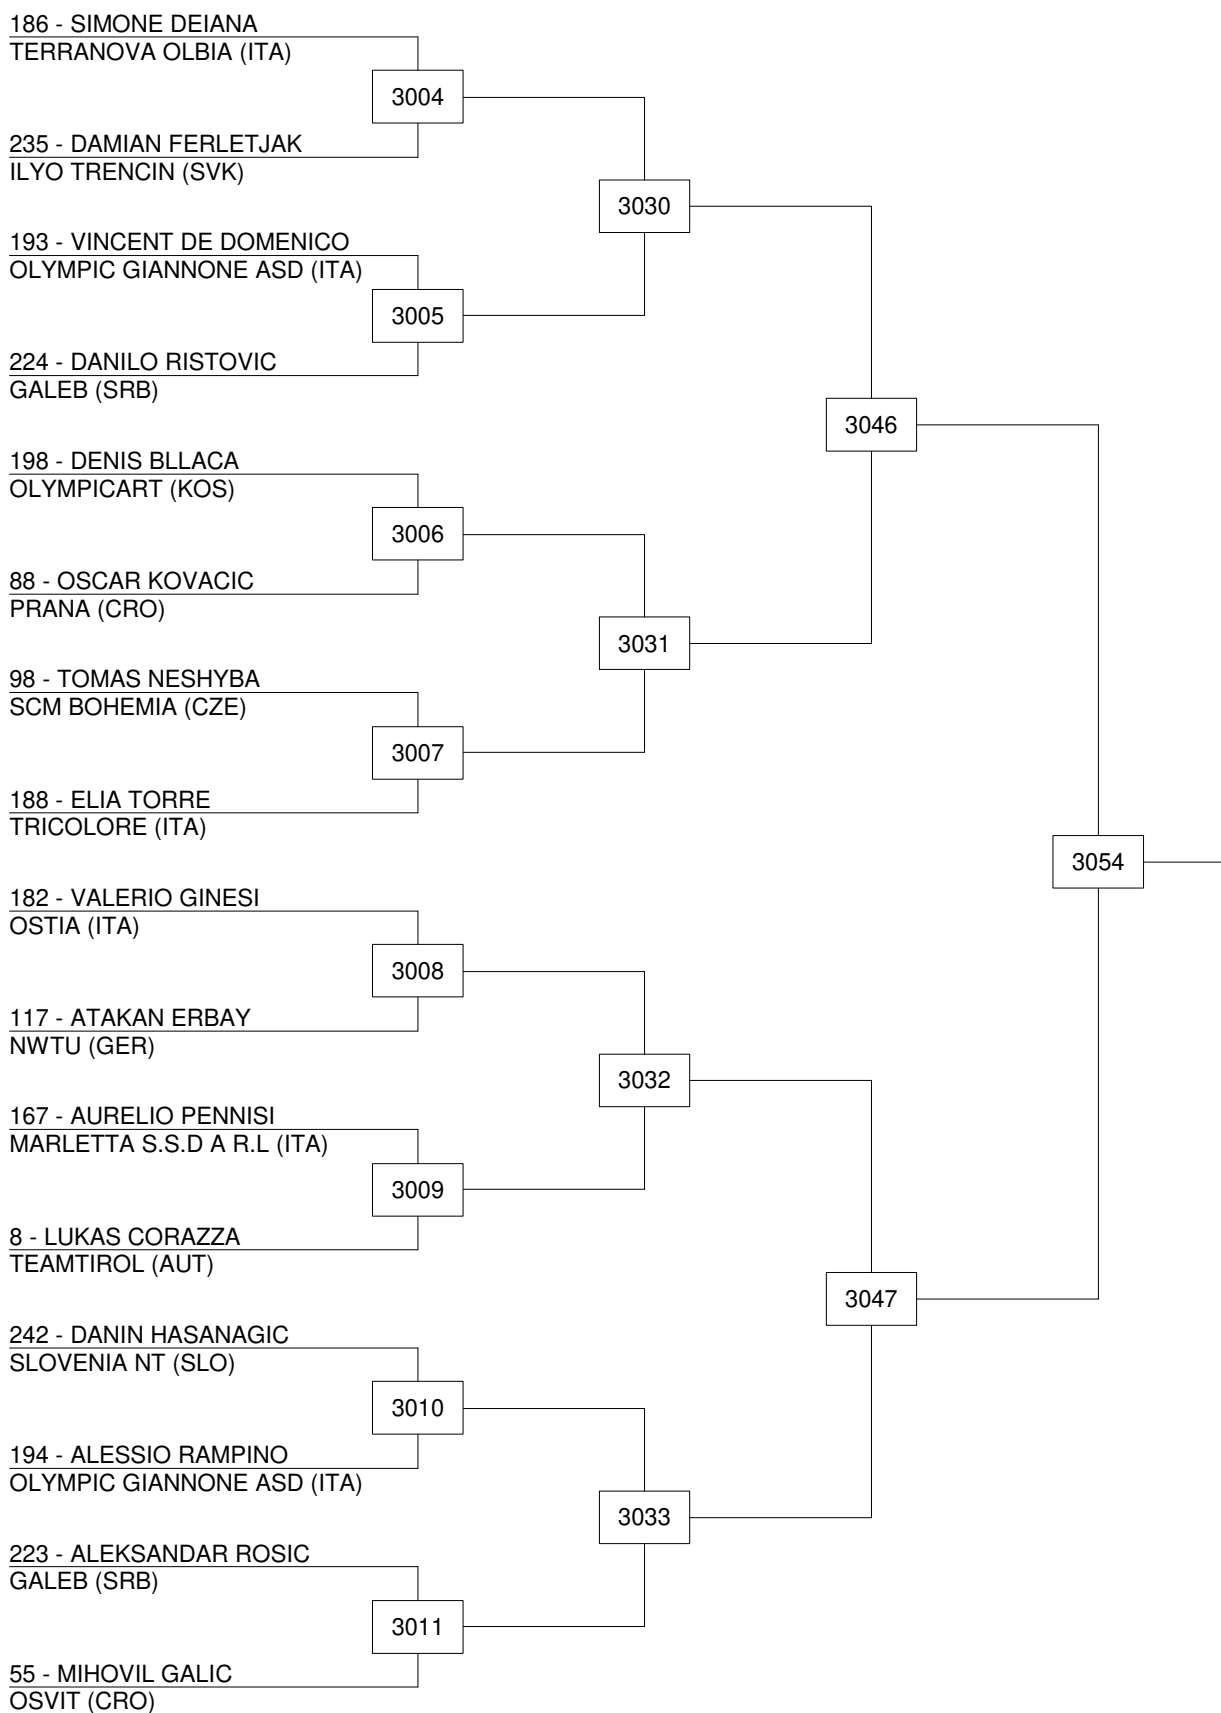 186 - SIMONE DEIANA
TERRANOVA OLBIA (ITA)
3004
235 - DAMIAN FERLETJAK
ILYO TRENCIN (SVK)
3030
193 - VINCENT DE DOMENICO
OLYMPIC GIANNONE ASD (ITA)
3005
224 - DANILO RISTOVIC
GALEB (SRB)
3046
198 - DENIS BLLACA
OLYMPICART (KOS)
3006
88 - OSCAR KOVACIC
PRANA (CRO)
3031
98 - TOMAS NESHYBA
SCM BOHEMIA (CZE)
3007
188 - ELIA TORRE
TRICOLORE (ITA)
3054
182 - VALERIO GINESI
OSTIA (ITA)
3008
117 - ATAKAN ERBAY
NWTU (GER)
3032
167 - AURELIO PENNISI
MARLETTA S.S.D A R.L (ITA)
3009
8 - LUKAS CORAZZA
TEAMTIROL (AUT)
3047
242 - DANIN HASANAGIC
SLOVENIA NT (SLO)
3010
194 - ALESSIO RAMPINO
OLYMPIC GIANNONE ASD (ITA)
3033
223 - ALEKSANDAR ROSIC
GALEB (SRB)
3011
55 - MIHOVIL GALIC
OSVIT (CRO)